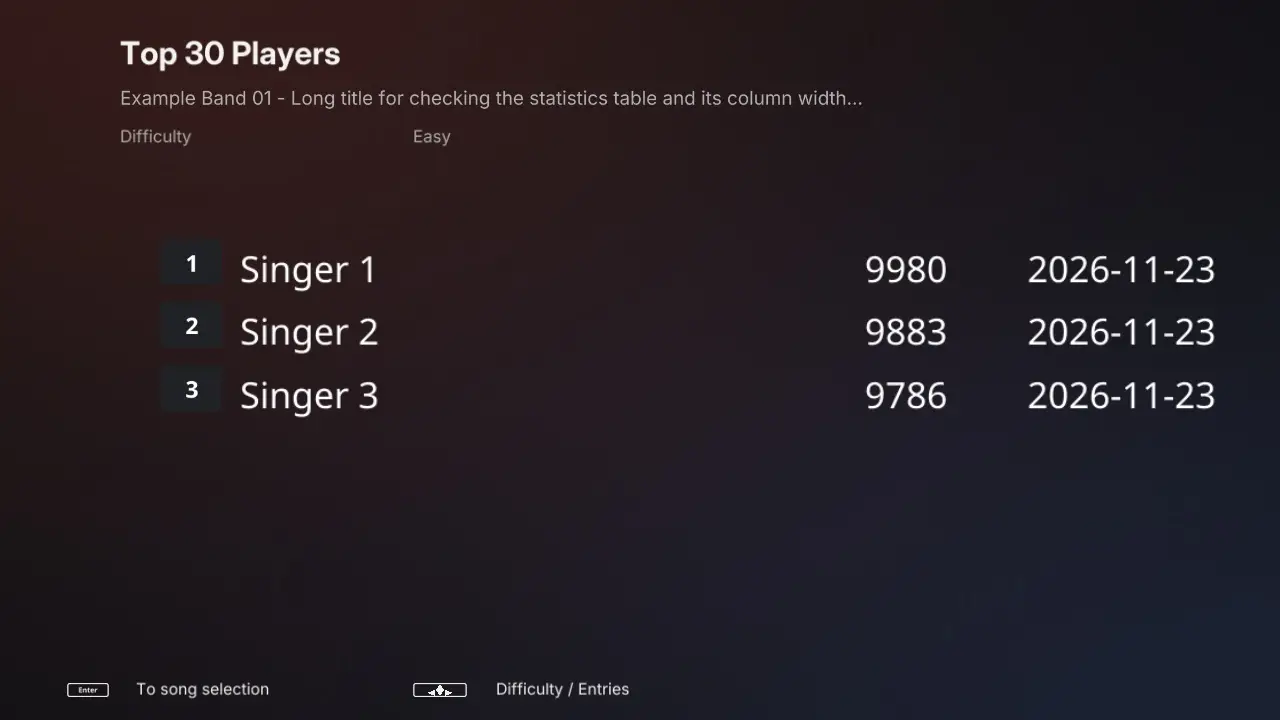 Top 30 Players
Example Band 01 - Long title for checking the statistics table and its column width...
Difficulty Easy
1 Singer 1 9980 2026-11-23
2 Singer 2 9883 2026-11-23
3 Singer 3 9786 2026-11-23
Enter To song selection Difficulty / Entries